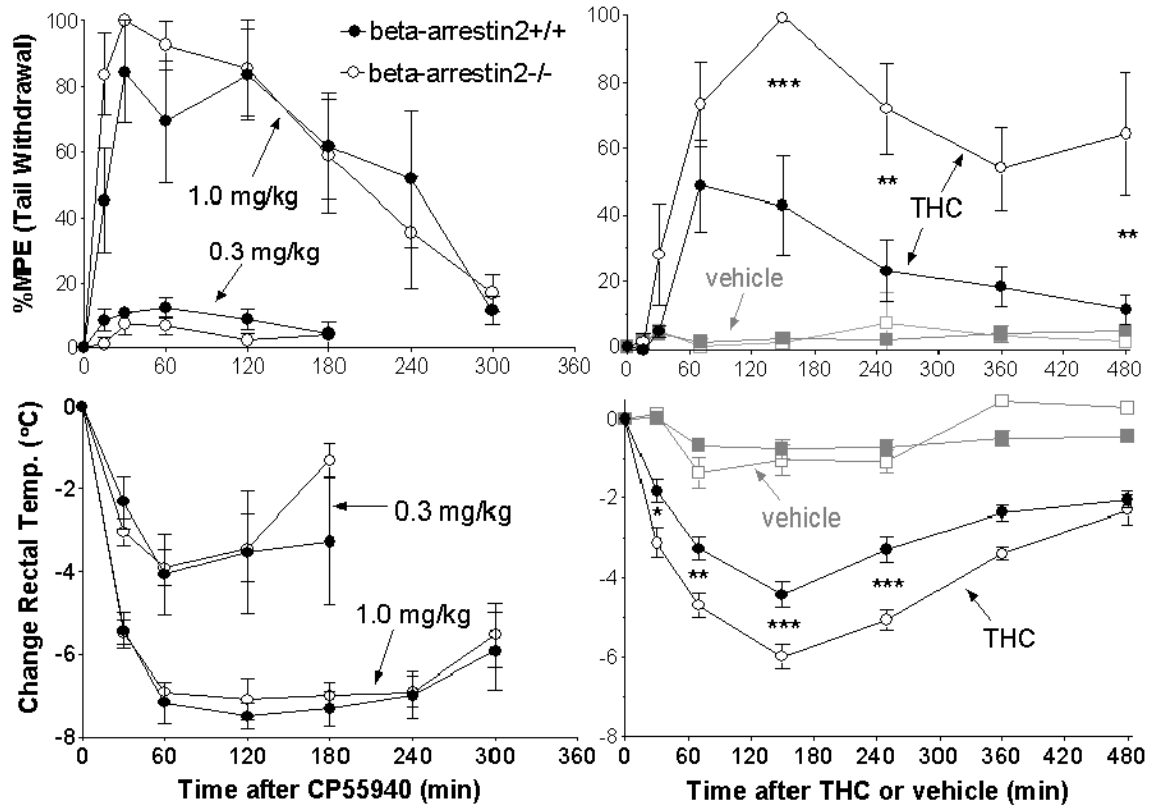 %MPE (Tail Withdrawal)
100
80
60
40
20
0
beta-arrestin2+/+
beta-arrestin2-/-
1.0 mg/kg
0.3 mg/kg
0 60 120 180 240 300 360
100
80
60
40
20
0
***
**
THC
**
vehicle
0 60 120 180 240 300 360 420 480
Change Rectal Temp. (°C)
0
-2
-4
-6
-8
0.3 mg/kg
1.0 mg/kg
0 60 120 180 240 300 360
Time after CP55940 (min)
0
-2
-4
-6
-8
vehicle
*
**
***
***
THC
0 60 120 180 240 300 360 420 480
Time after THC or vehicle (min)